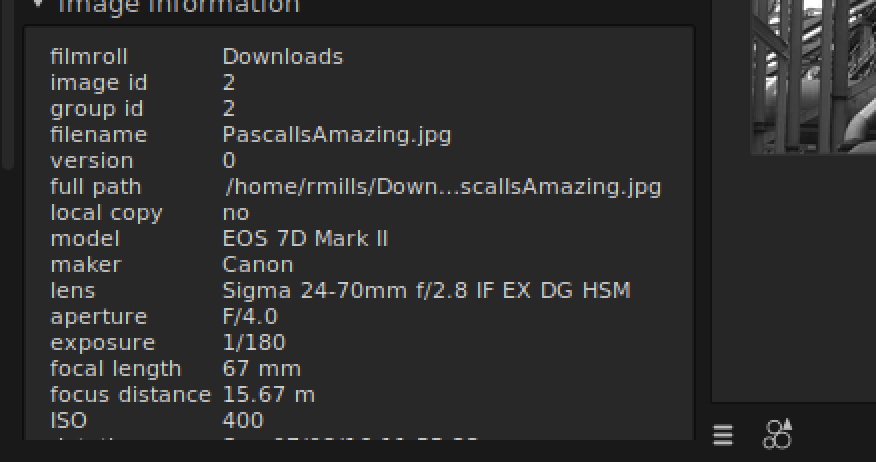 Image information
filmroll Downloads
image id 2
group id 2
filename PascalIsAmazing.jpg
version 0
full path /home/rmills/Down...scalIsAmazing.jpg
local copy no
model EOS 7D Mark II
maker Canon
lens Sigma 24-70mm f/2.8 IF EX DG HSM
aperture F/4.0
exposure 1/180
focal length 67 mm
focus distance 15.67 m
ISO 400